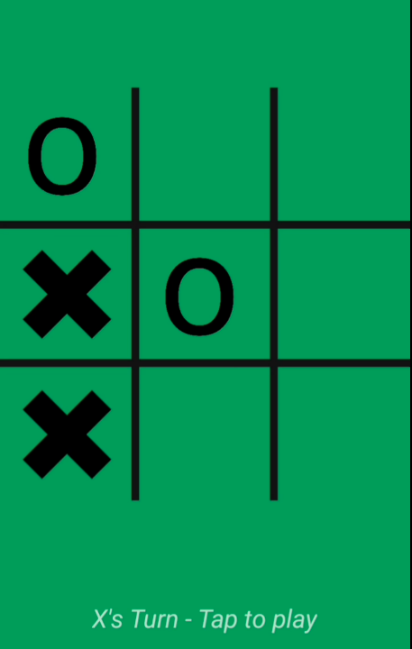 O
✖ O
✖
X's Turn - Tap to play